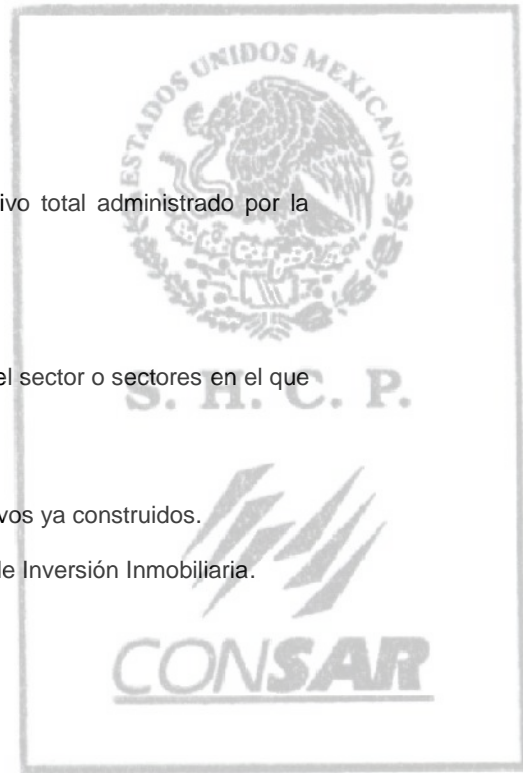 ESTADOS UNIDOS MEXICANOS
ivo total administrado por la
el sector o sectores en el que
S. H. C. P.
vos ya construidos.
de Inversión Inmobiliaria.
CONSAR